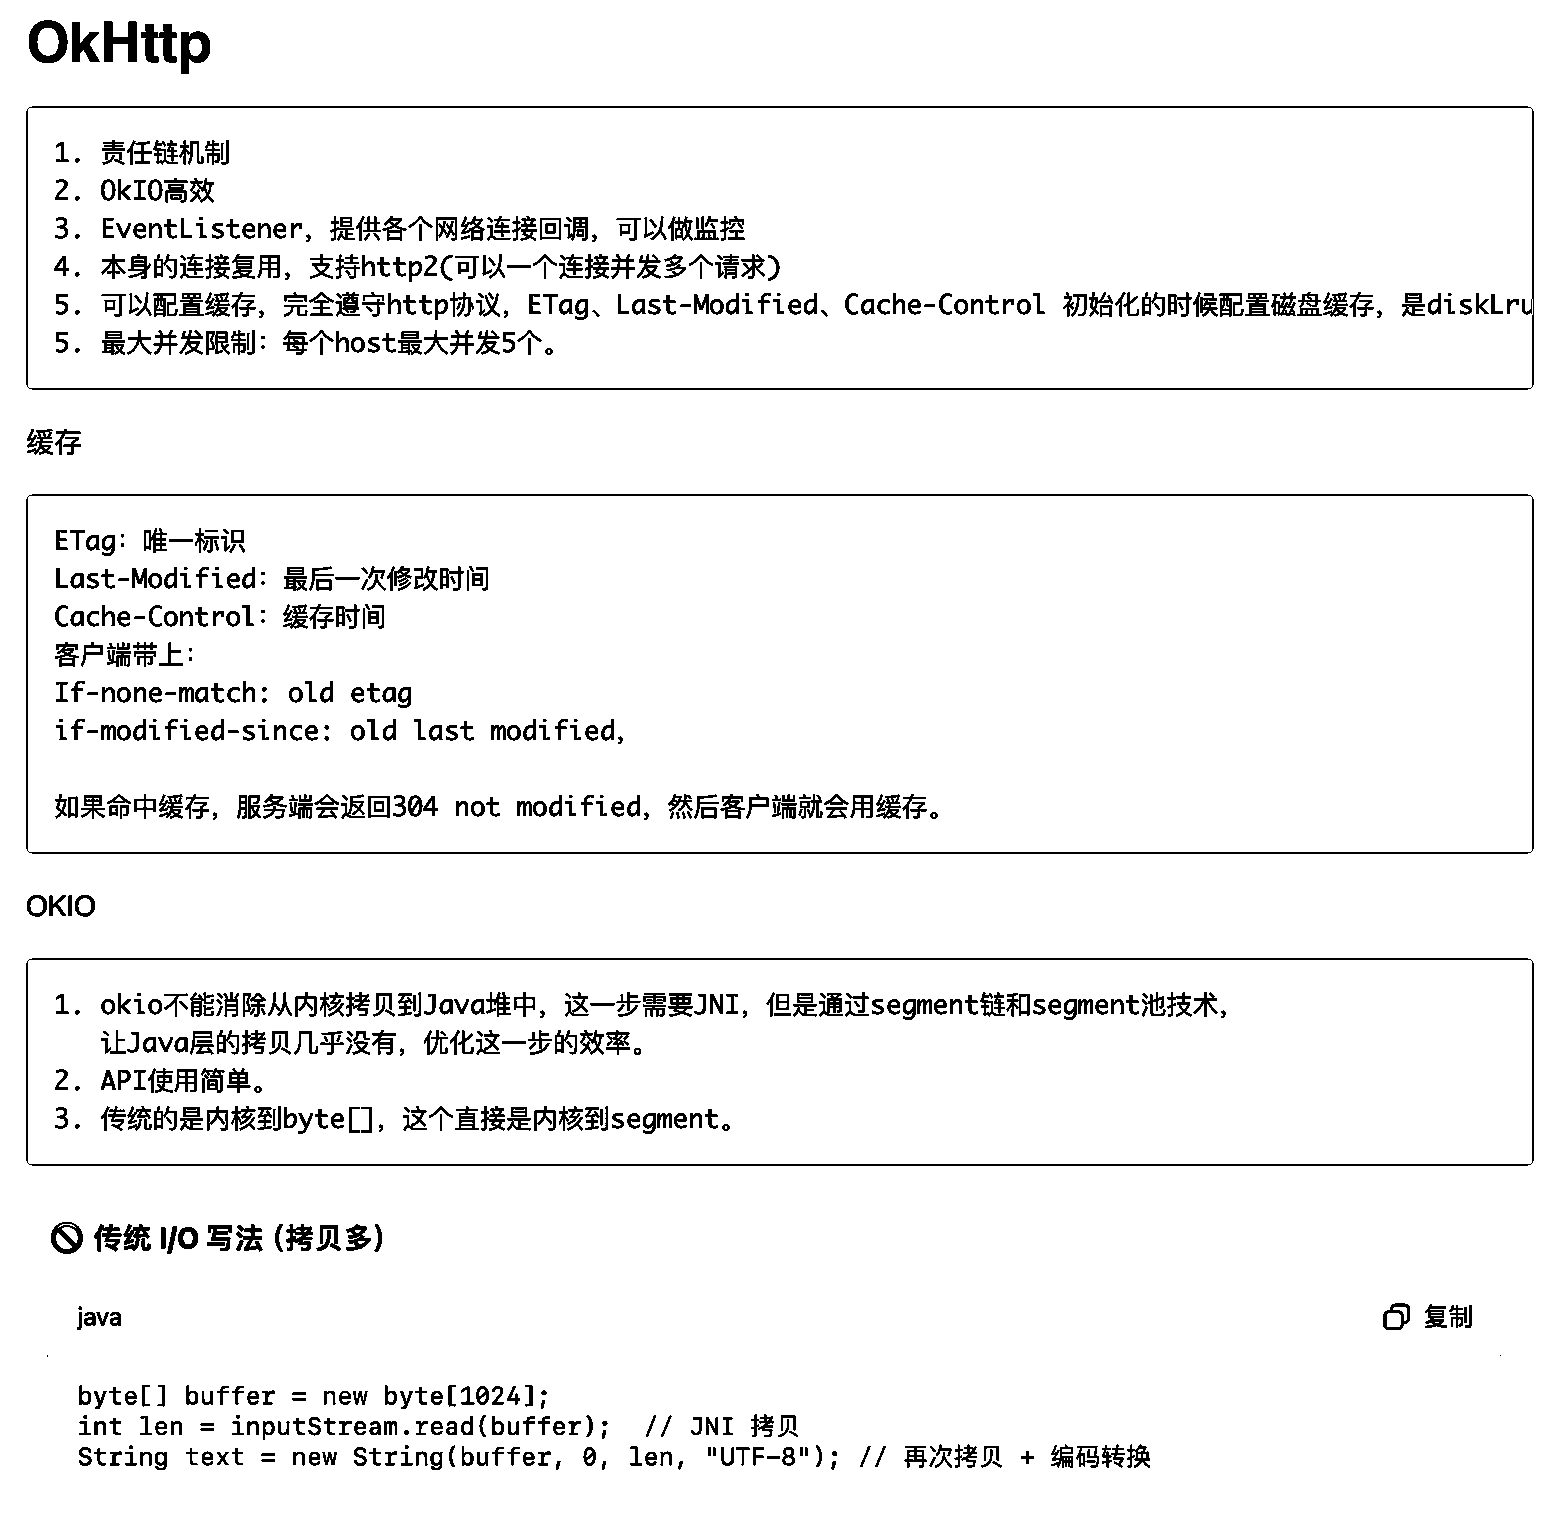 OkHttp
1. 责任链机制
2. OkIO高效
3. EventListener，提供各个网络连接回调，可以做监控
4. 本身的连接复用，支持http2(可以一个连接并发多个请求)
5. 可以配置缓存，完全遵守http协议，ETag、Last-Modified、Cache-Control 初始化的时候配置磁盘缓存，是diskLru
5. 最大并发限制：每个host最大并发5个。
缓存
ETag：唯一标识
Last-Modified：最后一次修改时间
Cache-Control：缓存时间
客户端带上：
If-none-match: old etag
if-modified-since: old last modified，
如果命中缓存，服务端会返回304 not modified，然后客户端就会用缓存。
OKIO
1. okio不能消除从内核拷贝到Java堆中，这一步需要JNI，但是通过segment链和segment池技术，
让Java层的拷贝几乎没有，优化这一步的效率。
2. API使用简单。
3. 传统的是内核到byte[]，这个直接是内核到segment。
传统 I/O 写法 (拷贝多)
java 复制
byte[] buffer = new byte[1024];
int len = inputStream.read(buffer);  // JNI 拷贝
String text = new String(buffer, 0, len, "UTF-8"); // 再次拷贝 + 编码转换